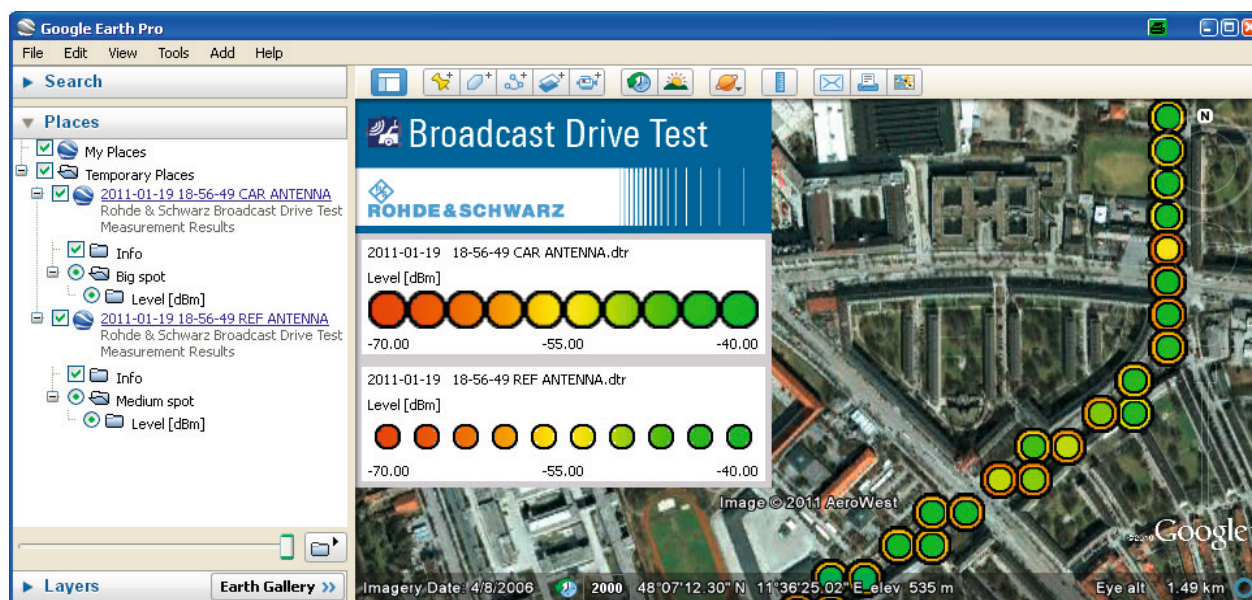 Google Earth Pro
File Edit View Tools Add Help
Search
Places
My Places
Temporary Places
2011-01-19 18-56-49 CAR ANTENNA
Rohde & Schwarz Broadcast Drive Test
Measurement Results
Info
Big spot
Level [dBm]
2011-01-19 18-56-49 REF ANTENNA
Rohde & Schwarz Broadcast Drive Test
Measurement Results
Info
Medium spot
Level [dBm]
Layers
Earth Gallery >>
Broadcast Drive Test
ROHDE&SCHWARZ
2011-01-19 18-56-49 CAR ANTENNA.dtr
Level [dBm]
-70.00 -55.00 -40.00
2011-01-19 18-56-49 REF ANTENNA.dtr
Level [dBm]
-70.00 -55.00 -40.00
N
Image © 2011 AeroWest
©2010 Google
Imagery Date: 4/8/2006 2000 48°07'12.30" N 11°36'25.02" E elev 535 m Eye alt 1.49 km